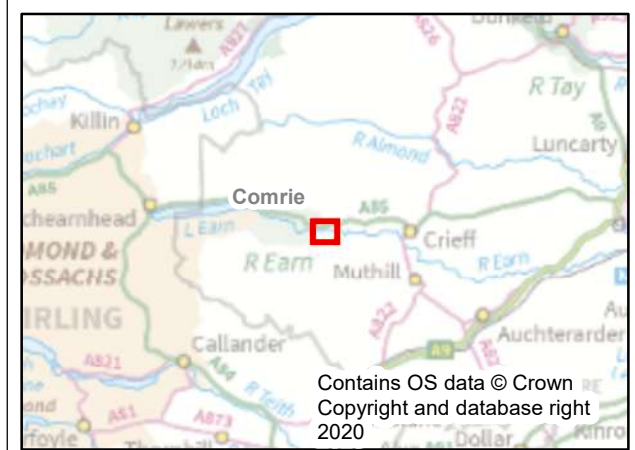 Lawers
A827
A826
R Tay
Killin
Loch Tay
A822
A9
R Almond
Luncarty
A85
Comrie
A85
L Earn
Crieff
R Earn
Muthill
R Earn
A822
Callander
Auchterarder
A9
A821
A84
R Teith
A81
A873
Contains OS data © Crown
Copyright and database right
2020
Dollar